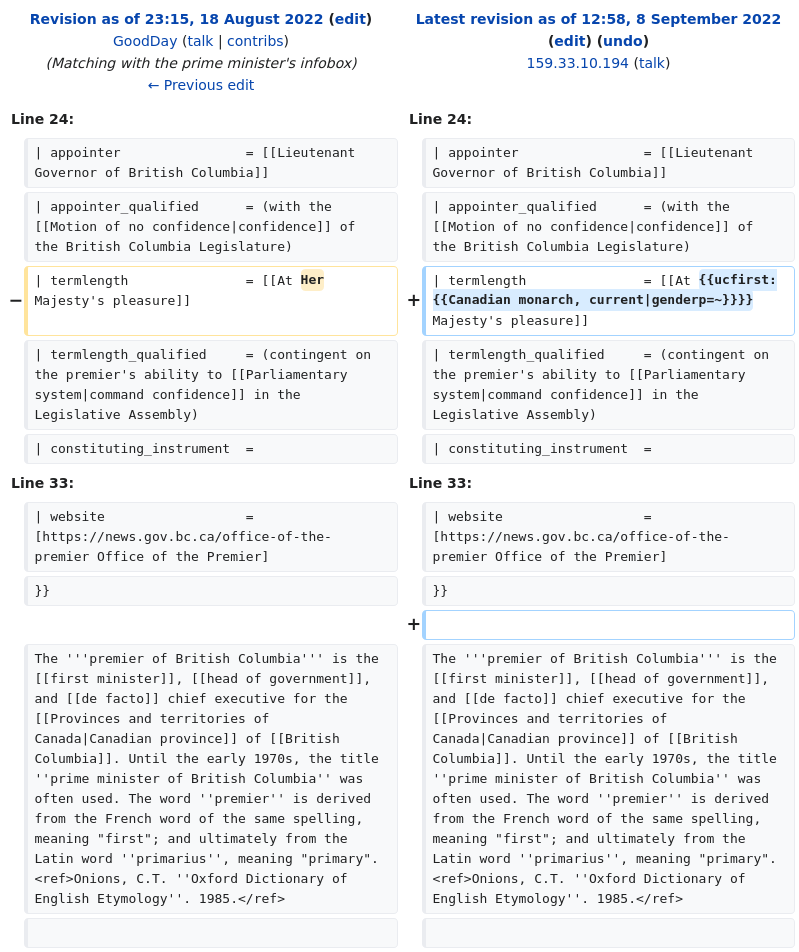 Revision as of 23:15, 18 August 2022 (edit)
GoodDay (talk | contribs)
(Matching with the prime minister's infobox)
← Previous edit
Latest revision as of 12:58, 8 September 2022
(edit) (undo)
159.33.10.194 (talk)
Line 24:
Line 24:
| appointer                = [[Lieutenant
Governor of British Columbia]]
| appointer                = [[Lieutenant
Governor of British Columbia]]
| appointer_qualified      = (with the
[[Motion of no confidence|confidence]] of
the British Columbia Legislature)
| appointer_qualified      = (with the
[[Motion of no confidence|confidence]] of
the British Columbia Legislature)
−
| termlength               = [[At Her
Majesty's pleasure]]
+
| termlength               = [[At {{ucfirst:
{{Canadian monarch, current|genderp=~}}}}
Majesty's pleasure]]
| termlength_qualified     = (contingent on
the premier's ability to [[Parliamentary
system|command confidence]] in the
Legislative Assembly)
| termlength_qualified     = (contingent on
the premier's ability to [[Parliamentary
system|command confidence]] in the
Legislative Assembly)
| constituting_instrument  =
| constituting_instrument  =
Line 33:
Line 33:
| website                  =
[https://news.gov.bc.ca/office-of-the-
premier Office of the Premier]
| website                  =
[https://news.gov.bc.ca/office-of-the-
premier Office of the Premier]
}}
}}
+
The '''premier of British Columbia''' is the
[[first minister]], [[head of government]],
and [[de facto]] chief executive for the
[[Provinces and territories of
Canada|Canadian province]] of [[British
Columbia]]. Until the early 1970s, the title
''prime minister of British Columbia'' was
often used. The word ''premier'' is derived
from the French word of the same spelling,
meaning "first"; and ultimately from the
Latin word ''primarius'', meaning "primary".
<ref>Onions, C.T. ''Oxford Dictionary of
English Etymology''. 1985.</ref>
The '''premier of British Columbia''' is the
[[first minister]], [[head of government]],
and [[de facto]] chief executive for the
[[Provinces and territories of
Canada|Canadian province]] of [[British
Columbia]]. Until the early 1970s, the title
''prime minister of British Columbia'' was
often used. The word ''premier'' is derived
from the French word of the same spelling,
meaning "first"; and ultimately from the
Latin word ''primarius'', meaning "primary".
<ref>Onions, C.T. ''Oxford Dictionary of
English Etymology''. 1985.</ref>